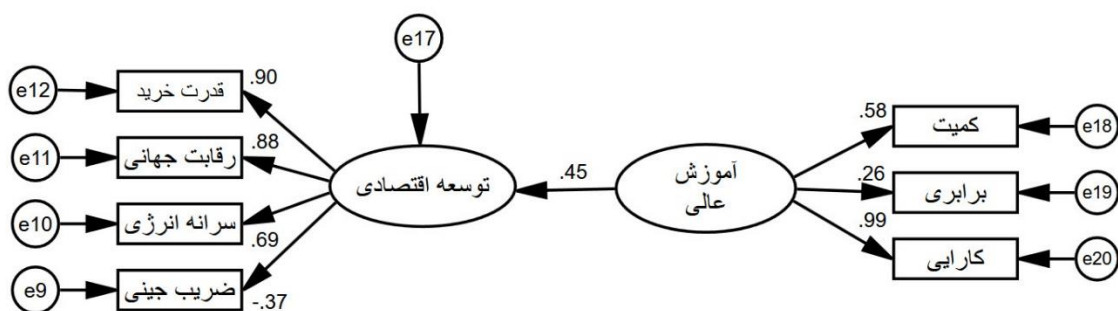 e17
e12
قدرت خرید
.90
e11
رقابت جهانی
.88
e10
سرانه انرژی
.69
e9
ضریب جینی
-.37
توسعه اقتصادی
.45
آموزش
عالی
.58
کمیت
e18
.26
برابری
e19
.99
کارایی
e20